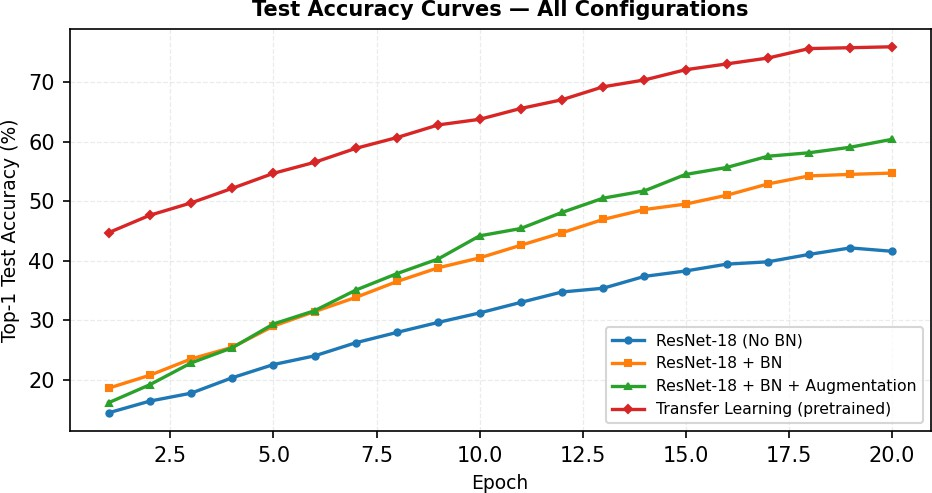 Test Accuracy Curves — All Configurations
Top-1 Test Accuracy (%)
70
60
50
40
30
20
2.5 5.0 7.5 10.0 12.5 15.0 17.5 20.0
Epoch
ResNet-18 (No BN)
ResNet-18 + BN
ResNet-18 + BN + Augmentation
Transfer Learning (pretrained)